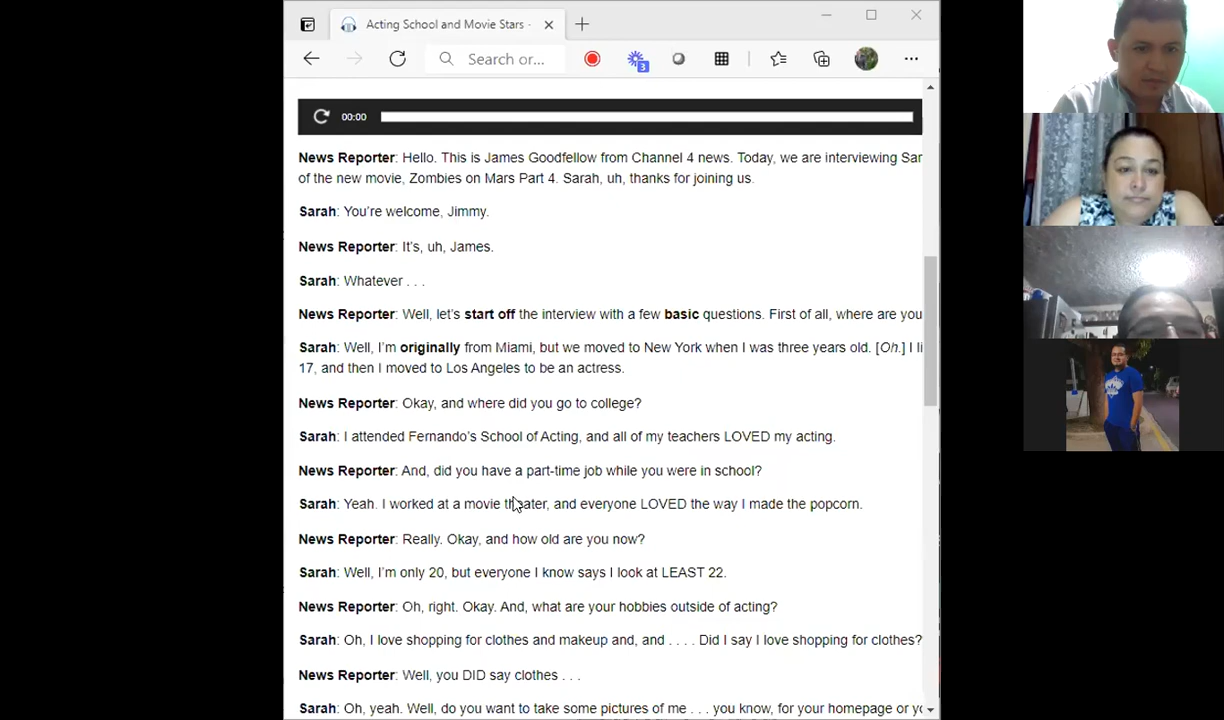 Acting School and Movie Stars -
Search or...
3
00:00
News Reporter: Hello. This is James Goodfellow from Channel 4 news. Today, we are interviewing Sar
of the new movie, Zombies on Mars Part 4. Sarah, uh, thanks for joining us.
Sarah: You're welcome, Jimmy.
News Reporter: It's, uh, James.
Sarah: Whatever . . .
News Reporter: Well, let's start off the interview with a few basic questions. First of all, where are you
Sarah: Well, I'm originally from Miami, but we moved to New York when I was three years old. [Oh.] I li
17, and then I moved to Los Angeles to be an actress.
News Reporter: Okay, and where did you go to college?
Sarah: I attended Fernando's School of Acting, and all of my teachers LOVED my acting.
News Reporter: And, did you have a part-time job while you were in school?
Sarah: Yeah. I worked at a movie theater, and everyone LOVED the way I made the popcorn.
News Reporter: Really. Okay, and how old are you now?
Sarah: Well, I'm only 20, but everyone I know says I look at LEAST 22.
News Reporter: Oh, right. Okay. And, what are your hobbies outside of acting?
Sarah: Oh, I love shopping for clothes and makeup and, and . . . . Did I say I love shopping for clothes?
News Reporter: Well, you DID say clothes . . .
Sarah: Oh, yeah. Well, do you want to take some pictures of me . . . you know, for your homepage or yo